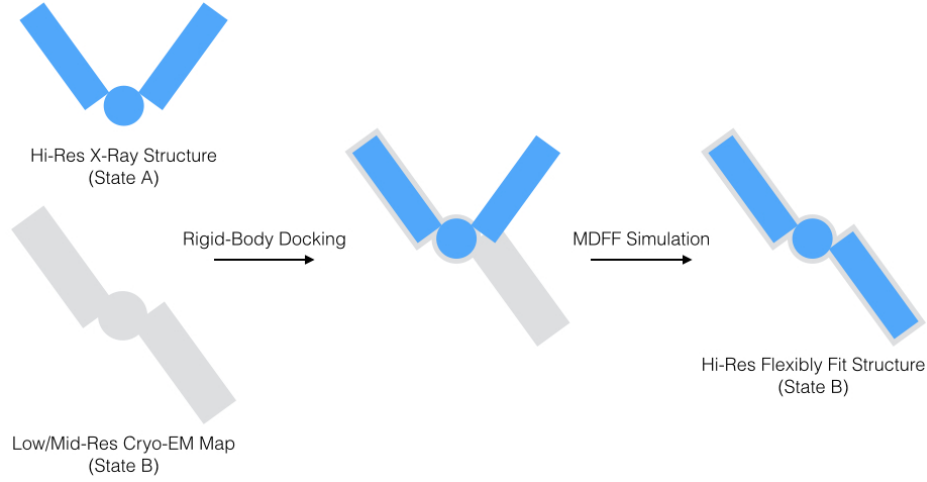 Hi-Res X-Ray Structure
(State A)
Rigid-Body Docking
MDFF Simulation
Hi-Res Flexibly Fit Structure
(State B)
Low/Mid-Res Cryo-EM Map
(State B)